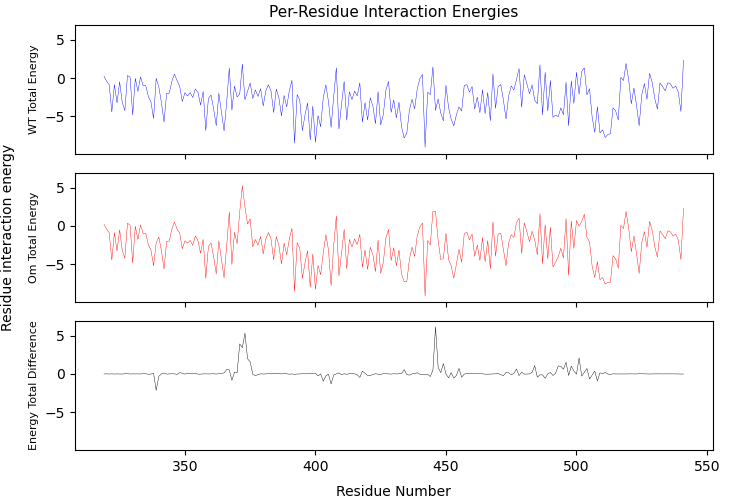 Per-Residue Interaction Energies
Residue interaction energy
WT Total Energy
5
0
−5
Om Total Energy
5
0
−5
Energy Total Difference
5
0
−5
350
400
450
500
550
Residue Number